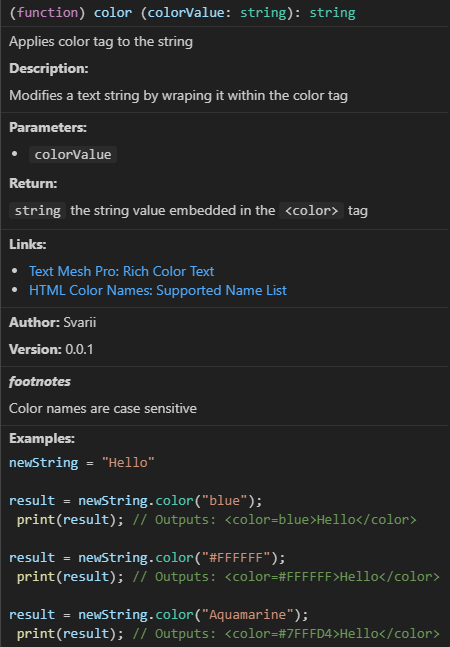 (function) color (colorValue: string): string
Applies color tag to the string
Description:
Modifies a text string by wraping it within the color tag
Parameters:
• colorValue
Return:
string the string value embedded in the <color> tag
Links:
• Text Mesh Pro: Rich Color Text
• HTML Color Names: Supported Name List
Author: Svarii
Version: 0.0.1
footnotes
Color names are case sensitive
Examples:
newString = "Hello"
result = newString.color("blue");
print(result); // Outputs: <color=blue>Hello</color>
result = newString.color("#FFFFFF");
print(result); // Outputs: <color=#FFFFFF>Hello</color>
result = newString.color("Aquamarine");
print(result); // Outputs: <color=#7FFFD4>Hello</color>